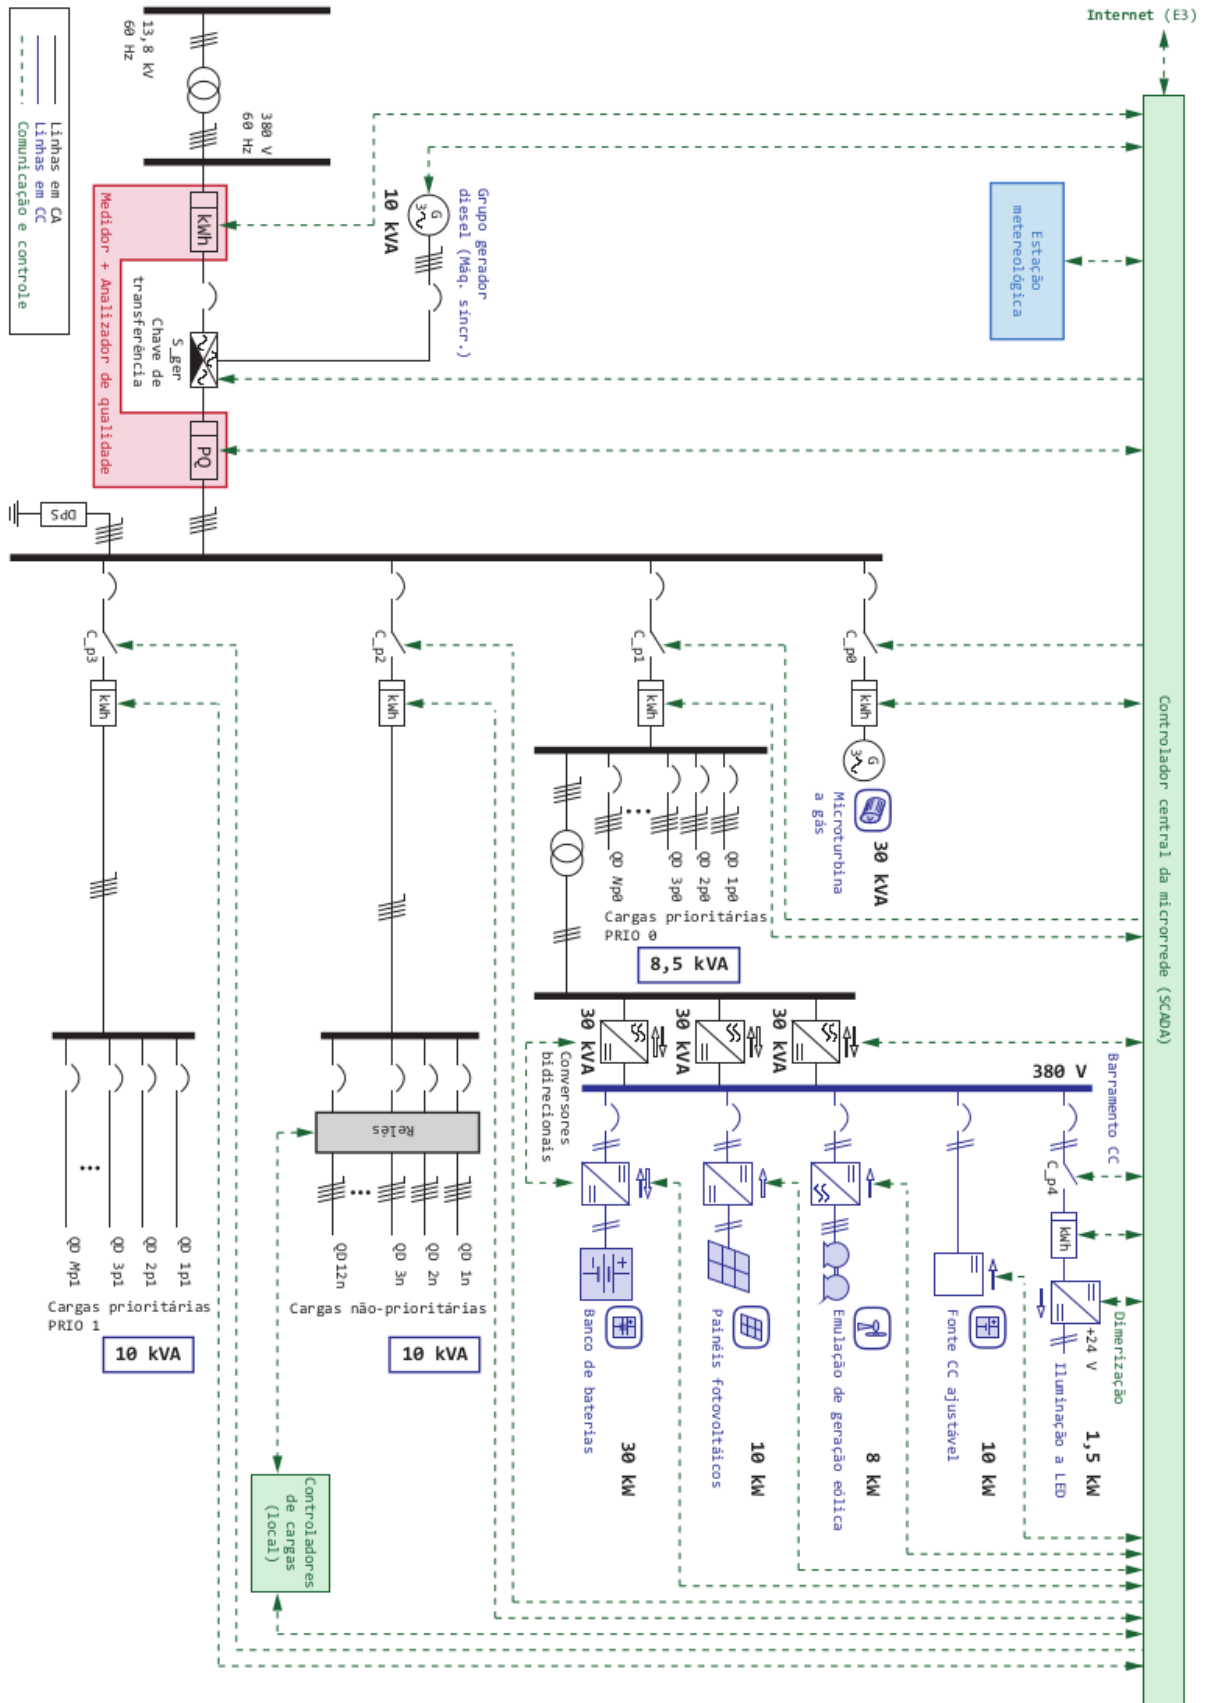 Internet (E3)
13,8 kV
60 Hz
380 V
60 Hz
Linhas em CA
Linhas em CC
Comunicação e controle
kWh
Medidor + Analizador de qualidade
S_ger
Chave de
transferência
PQ
DPS
10 kVA
Grupo gerador
diesel (Máq. sincr.)
G
3
Estação
metereológica
Controlador central da microrrede (SCADA)
C_p3
C_p2
C_p1
C_p0
kWh
kWh
kWh
kWh
G
3
Microturbina
a gás
30 kVA
QD Np0
QD 3p0
QD 2p0
QD 1p0
Cargas prioritárias
PRIO 0
8,5 kVA
30 kVA
30 kVA
30 kVA
Conversores
bidirecionais
380 V
Barramento CC
C_p4
kWh
Relés
QD Mp1
QD 3p1
QD 2p1
QD 1p1
Cargas prioritárias
PRIO 1
10 kVA
QD12n
QD 3n
QD 2n
QD 1n
Cargas não-prioritárias
10 kVA
Banco de baterias
30 kW
Painéis fotovoltáicos
10 kW
Emulação de geração eólica
8 kW
Fonte CC ajustável
10 kW
+24 V
Dimerização
Iluminação a LED
1,5 kW
Controladores
de cargas
(local)